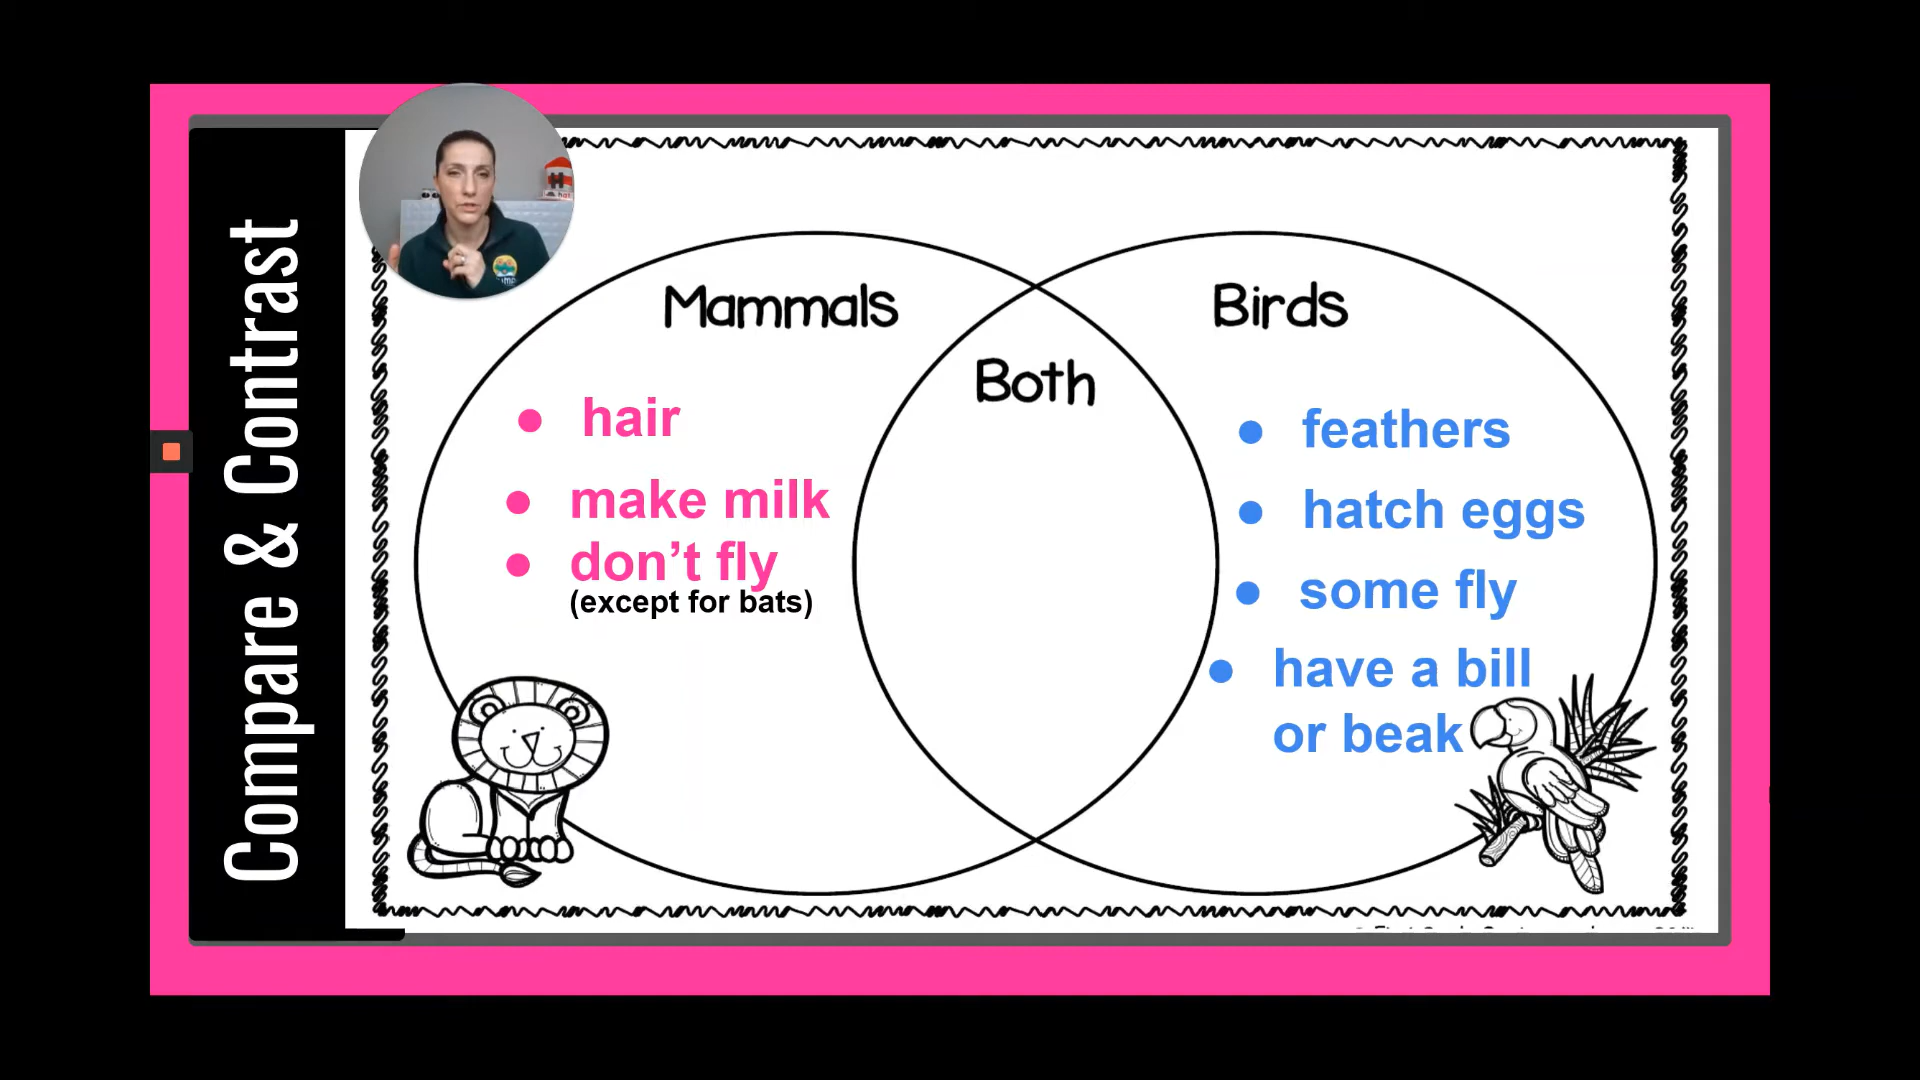 Compare & Contrast
Mammals
Birds
Both
hair
make milk
don’t fly
(except for bats)
feathers
hatch eggs
some fly
have a bill
or beak